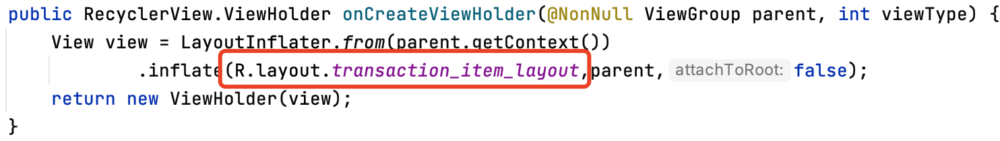 public RecyclerView.ViewHolder onCreateViewHolder(@NonNull ViewGroup parent, int viewType) {
View view = LayoutInflater.from(parent.getContext())
.inflate(R.layout.transaction_item_layout,parent, attachToRoot: false);
return new ViewHolder(view);
}